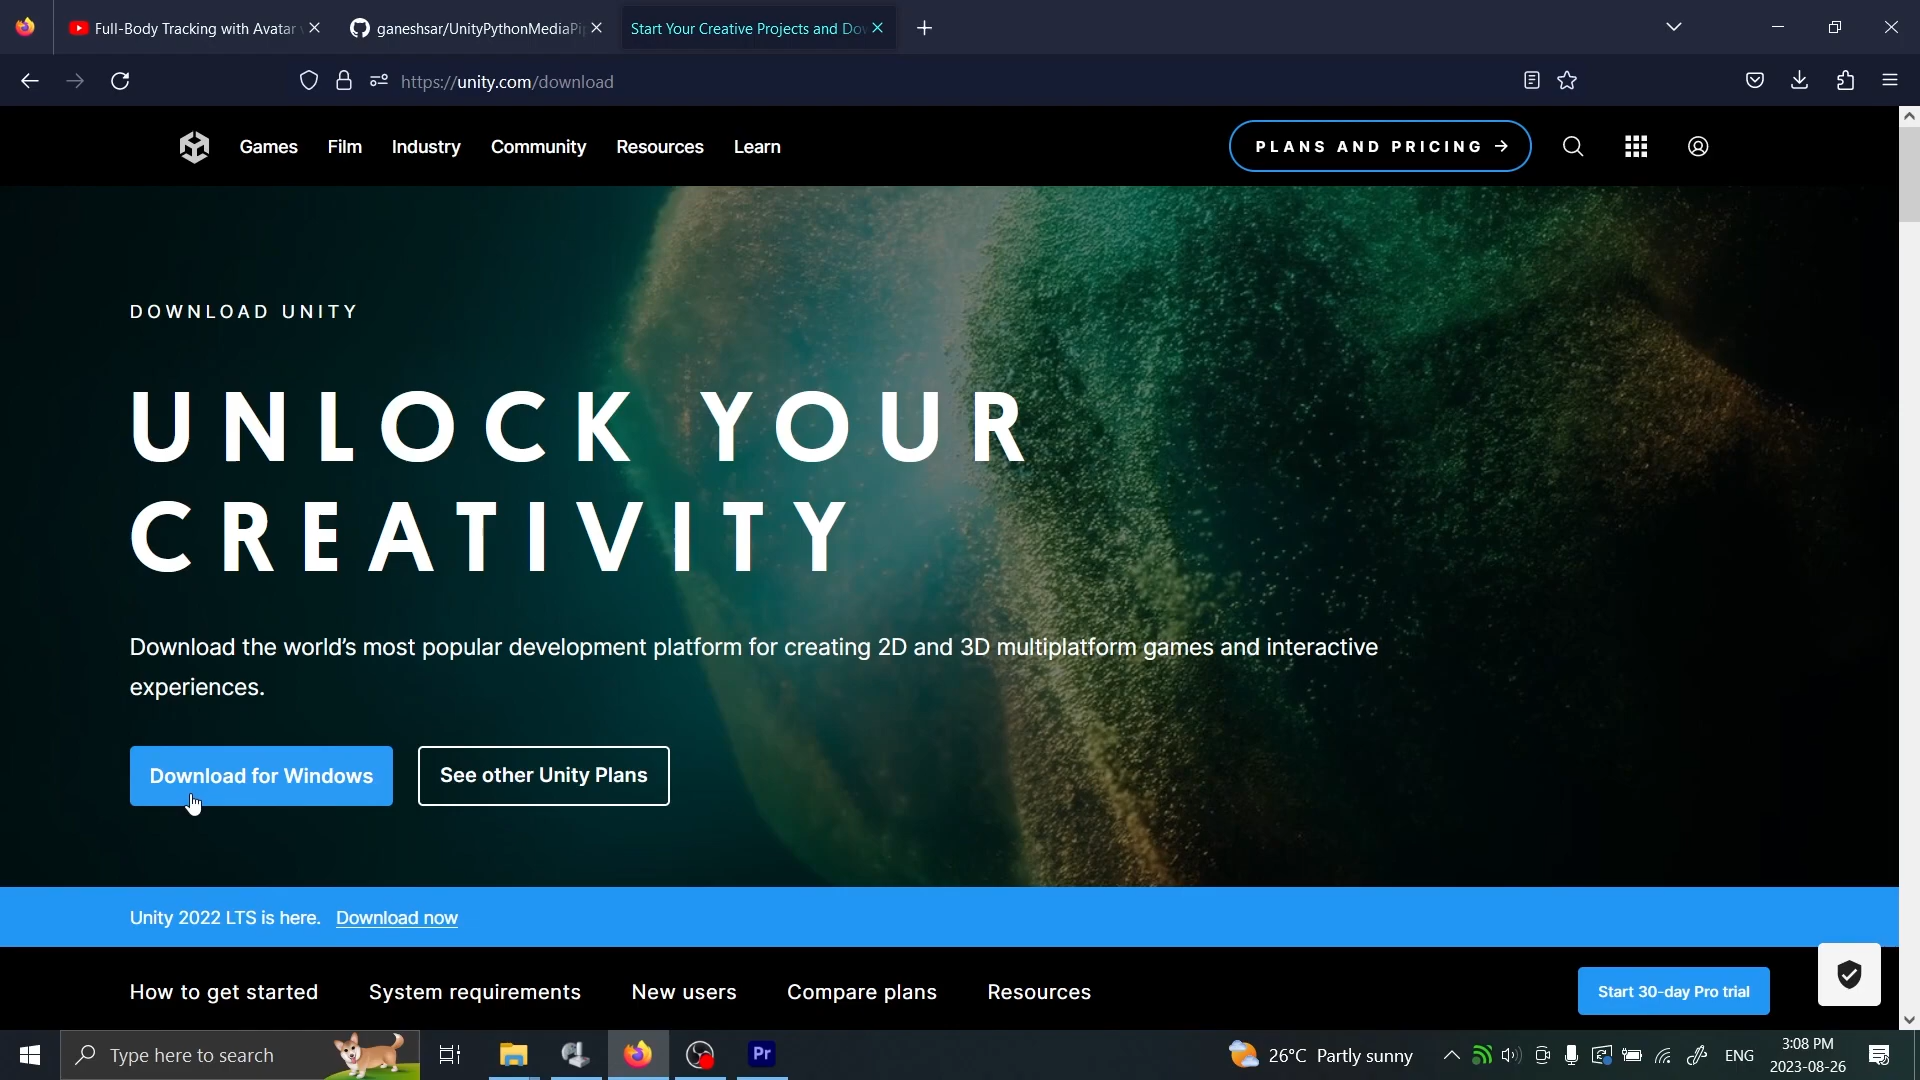 Full-Body Tracking with Avatar
ganeshsar/UnityPythonMediaPi
Start Your Creative Projects and Do
https://unity.com/download
Games
Film
Industry
Community
Resources
Learn
PLANS AND PRICING →
DOWNLOAD UNITY
UNLOCK YOUR
CREATIVITY
Download the world’s most popular development platform for creating 2D and 3D multiplatform games and interactive
experiences.
Download for Windows
See other Unity Plans
Unity 2022 LTS is here. Download now
How to get started
System requirements
New users
Compare plans
Resources
Start 30-day Pro trial
Type here to search
Pr
26°C Partly sunny
ENG
3:08 PM
2023-08-26